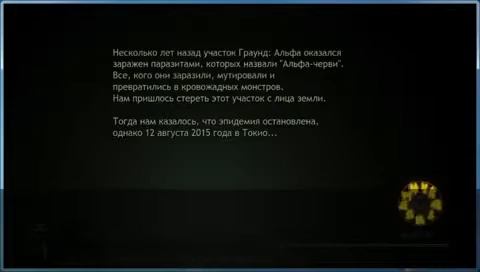 Несколько лет назад участок Граунд: Альфа оказался
заражен паразитами, которых назвали "Альфа-черви".
Все, кого они заразили, мутировали и
превратились в кровожадных монстров.
Нам пришлось стереть этот участок с лица земли.
Тогда нам казалось, что эпидемия остановлена,
однако 12 августа 2015 года в Токио...